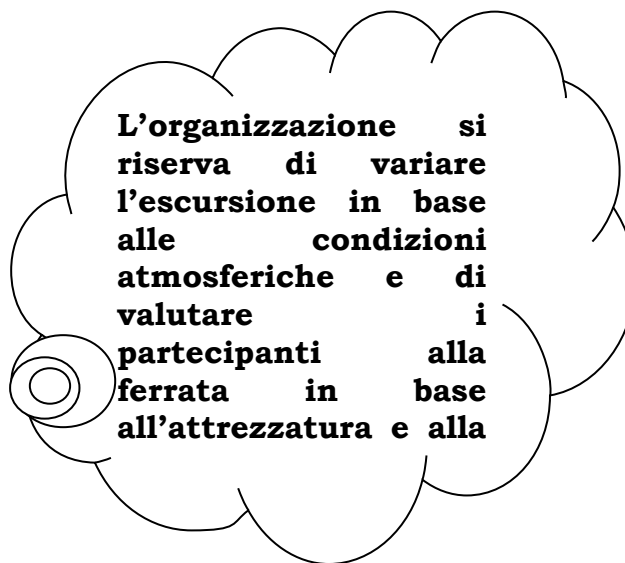 L’organizzazione si
riserva di variare
l’escursione in base
alle condizioni
atmosferiche e di
valutare i
partecipanti alla
ferrata in base
all’attrezzatura e alla